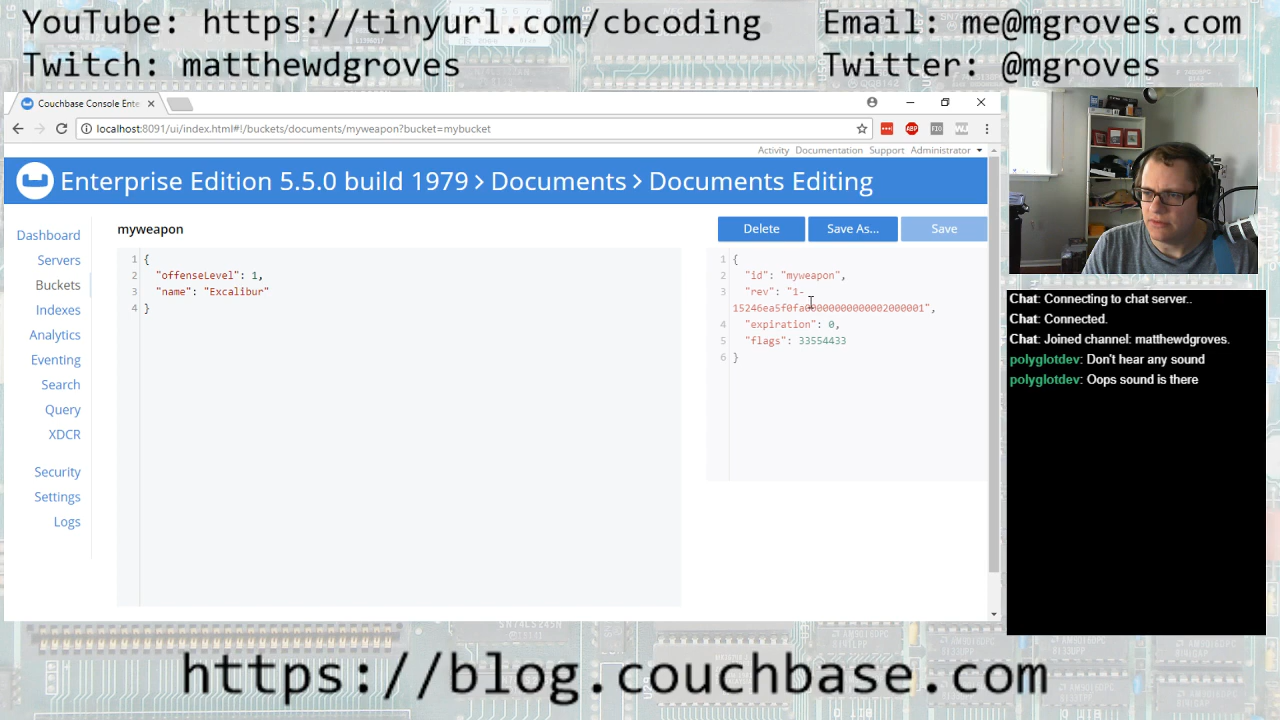 YouTube: https://tinyurl.com/cbcoding
Email: me@mgroves.com
Twitch: matthewdgroves
Twitter: @mgroves
Couchbase Console Ente
localhost:8091/ui/index.html#!/buckets/documents/myweapon?bucket=mybucket
ABP
FIO
Activity Documentation Support Administrator
Enterprise Edition 5.5.0 build 1979 > Documents > Documents Editing
Dashboard
Servers
Buckets
Indexes
Analytics
Eventing
Search
Query
XDCR
Security
Settings
Logs
myweapon
Delete
Save As...
Save
1 {
2 "offenseLevel": 1,
3 "name": "Excalibur"
4 }
1 {
2 "id": "myweapon",
3 "rev": "1-
15246ea5f0fa00000000000002000001",
4 "expiration": 0,
5 "flags": 33554433
6 }
Chat: Connecting to chat server..
Chat: Connected.
Chat: Joined channel: matthewdgroves.
polyglotdev: Don't hear any sound
polyglotdev: Oops sound is there
https://blog.couchbase.com